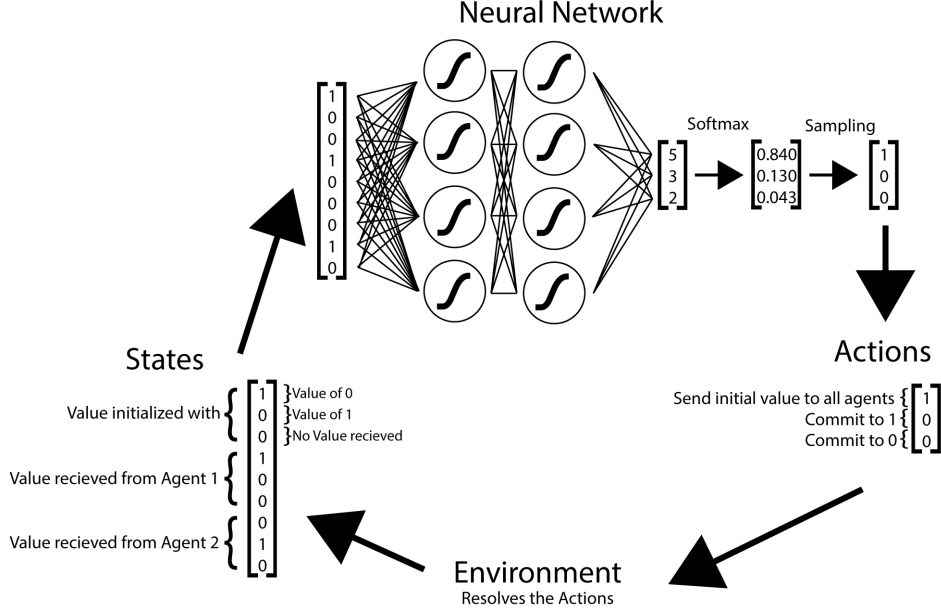 Neural Network
1
0
0
1
0
0
0
1
0
Softmax
Sampling
5
3
2
0.840
0.130
0.043
1
0
0
States
Actions
Value initialized with
1
0
0
}Value of 0
}Value of 1
}No Value recieved
Value recieved from Agent 1
1
0
0
Value recieved from Agent 2
0
1
0
Send initial value to all agents { 1
Commit to 1 { 0
Commit to 0 { 0
Environment
Resolves the Actions